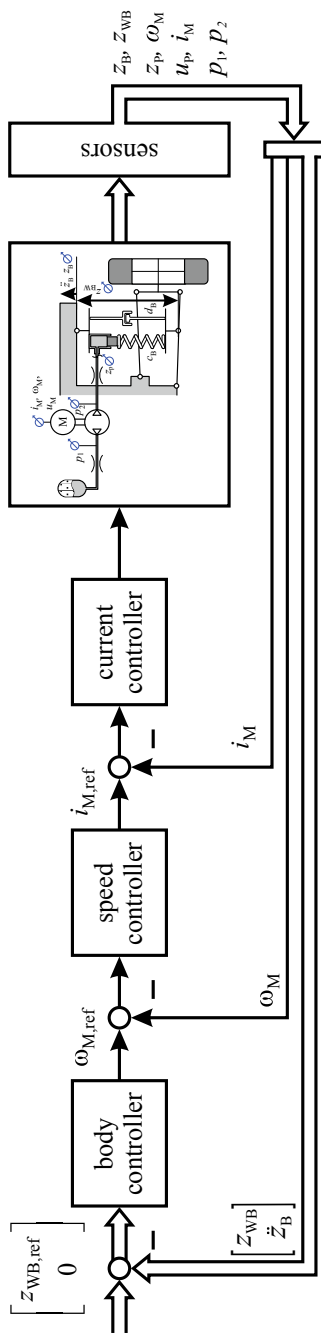 [z_WB,ref
0]
body
controller
ω_M,ref
speed
controller
i_M,ref
current
controller
i_M, ω_M,
u_M
M
p_1
p_2
z_P
z̈_B
z_B
z_WB
c_B
d_B
sensors
z_B, z_WB
z_P, ω_M
u_P, i_M
p_1, p_2
−
−
−
i_M
ω_M
[z_WB
z̈_B]